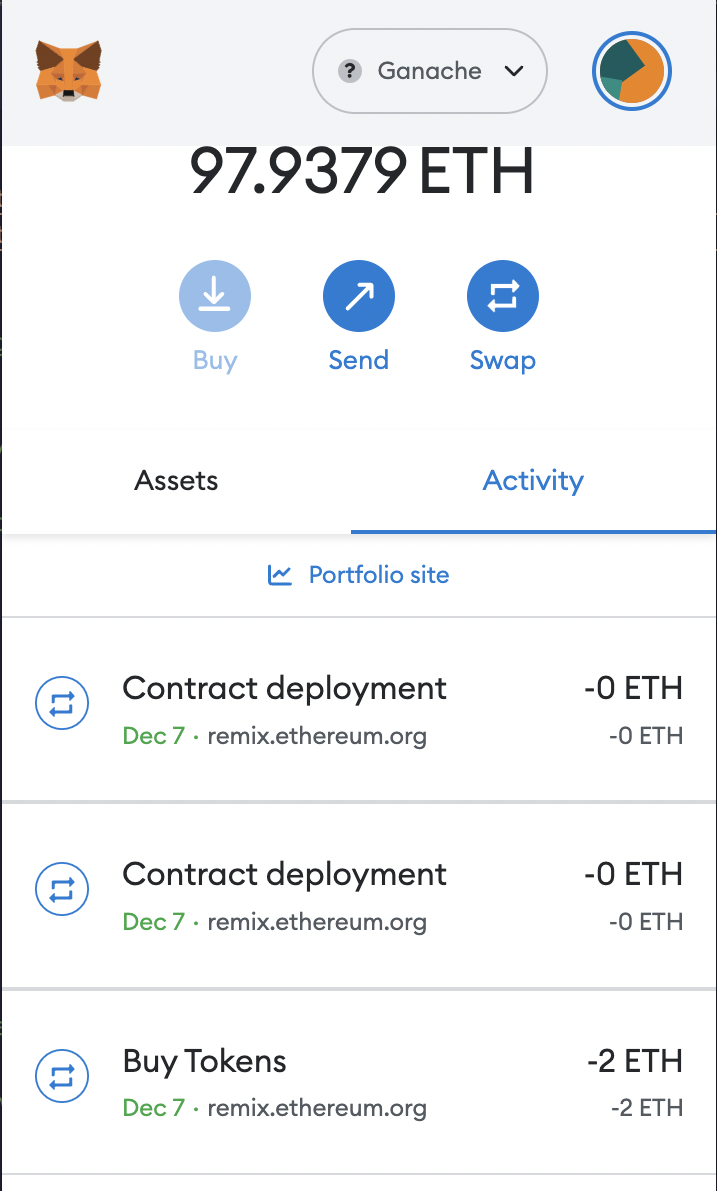 ? Ganache
97.9379 ETH
Buy Send Swap
Assets Activity
Portfolio site
Contract deployment -0 ETH
Dec 7 · remix.ethereum.org -0 ETH
Contract deployment -0 ETH
Dec 7 · remix.ethereum.org -0 ETH
Buy Tokens -2 ETH
Dec 7 · remix.ethereum.org -2 ETH